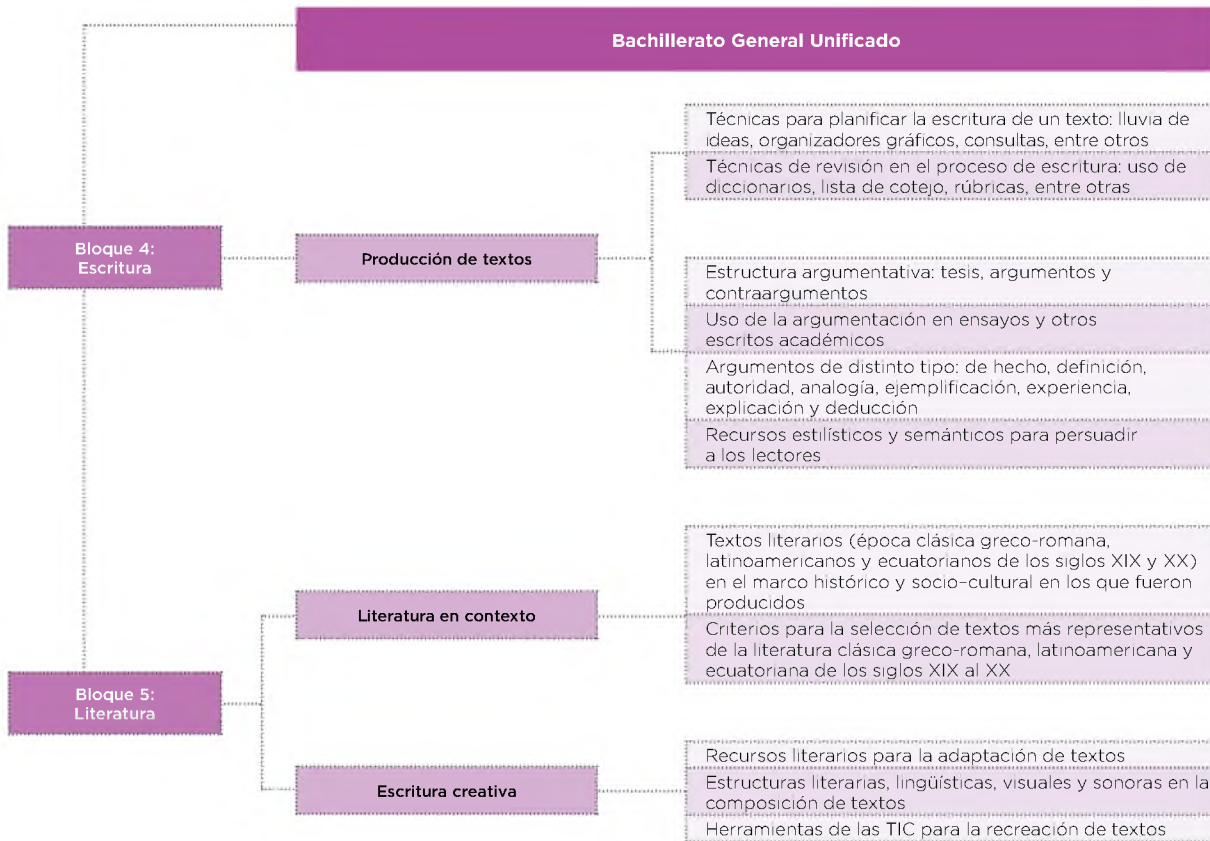 Bachillerato General Unificado
Bloque 4:
Escritura
Producción de textos
Técnicas para planificar la escritura de un texto: lluvia de
ideas, organizadores gráficos, consultas, entre otros
Técnicas de revisión en el proceso de escritura: uso de
diccionarios, lista de cotejo, rúbricas, entre otras
Estructura argumentativa: tesis, argumentos y
contraargumentos
Uso de la argumentación en ensayos y otros
escritos académicos
Argumentos de distinto tipo: de hecho, definición,
autoridad, analogía, ejemplificación, experiencia,
explicación y deducción
Recursos estilísticos y semánticos para persuadir
a los lectores
Bloque 5:
Literatura
Literatura en contexto
Textos literarios (época clásica greco-romana,
latinoamericanos y ecuatorianos de los siglos XIX y XX)
en el marco histórico y socio-cultural en los que fueron
producidos
Criterios para la selección de textos más representativos
de la literatura clásica greco-romana, latinoamericana y
ecuatoriana de los siglos XIX al XX
Escritura creativa
Recursos literarios para la adaptación de textos
Estructuras literarias, lingüísticas, visuales y sonoras en la
composición de textos
Herramientas de las TIC para la recreación de textos